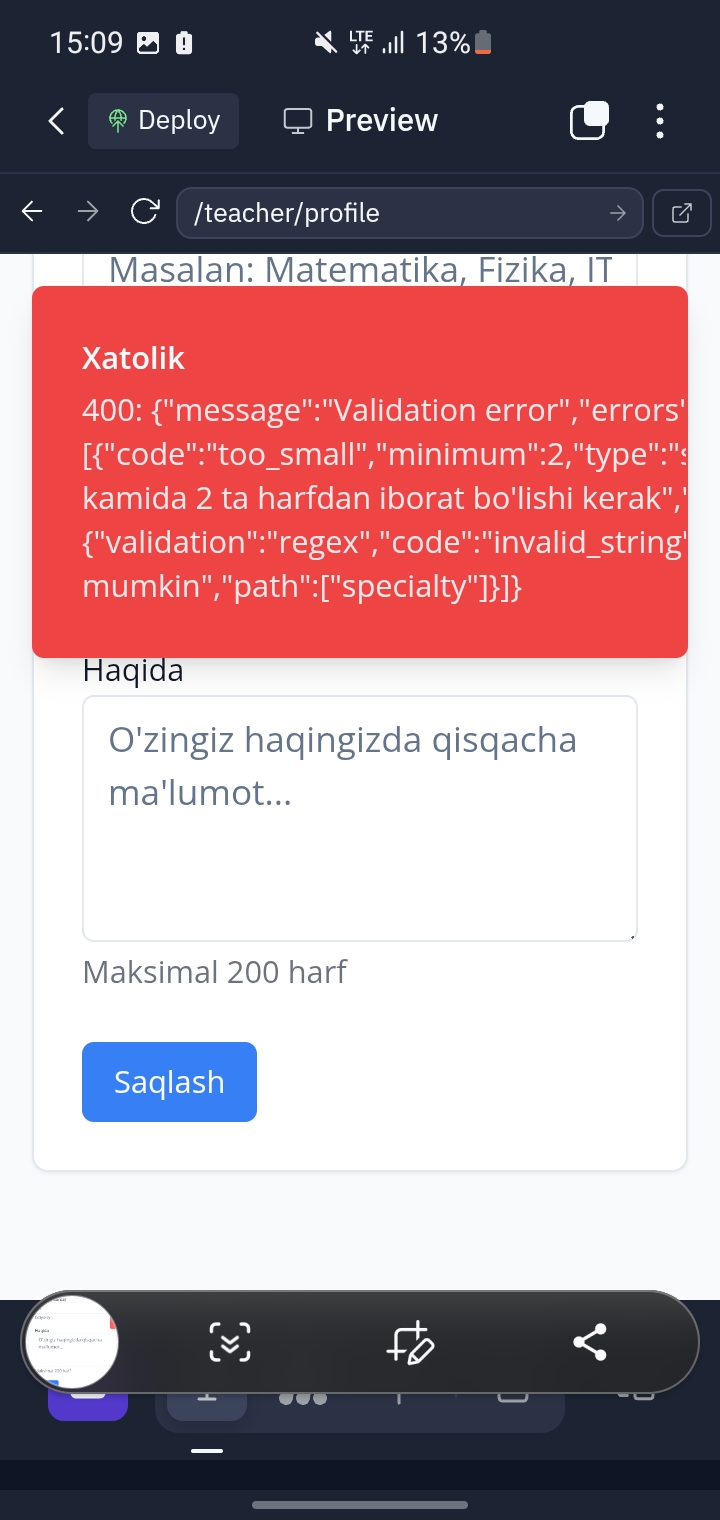 15:09
LTE
13%
Deploy
Preview
/teacher/profile
Masalan: Matematika, Fizika, IT
Xatolik
400: {"message":"Validation error","errors"
[{"code":"too_small","minimum":2,"type":"s
kamida 2 ta harfdan iborat bo'lishi kerak","
{"validation":"regex","code":"invalid_string"
mumkin","path":["specialty"]}]}
Haqida
O'zingiz haqingizda qisqacha
ma'lumot...
Maksimal 200 harf
Saqlash